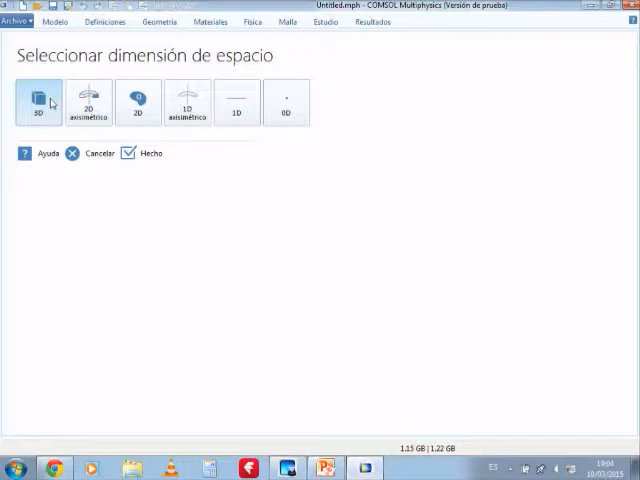 Untitled.mph - COMSOL Multiphysics (Versión de prueba)
Archivo Modelo Definiciones Geometría Materiales Física Malla Estudio Resultados
Seleccionar dimensión de espacio
3D
2D axisimétrico
2D
1D axisimétrico
1D
0D
Ayuda Cancelar Hecho
1.15 GB | 1.22 GB
ES
19:04
10/03/2015